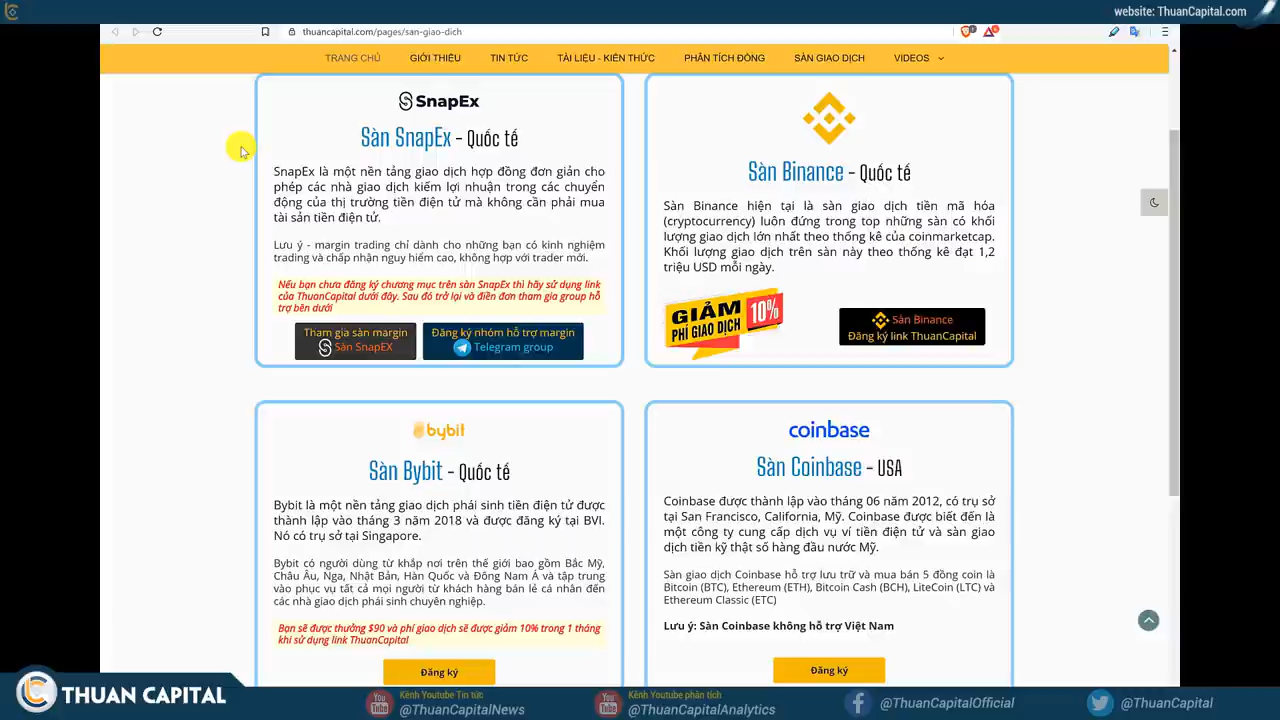 website: ThuanCapital.com
thuancapital.com/pages/san-giao-dich
TRANG CHỦ GIỚI THIỆU TIN TỨC TÀI LIỆU - KIẾN THỨC PHÂN TÍCH ĐỘNG SÀN GIAO DỊCH VIDEOS
SnapEx
Sàn SnapEx - Quốc tế
SnapEx là một nền tảng giao dịch hợp đồng đơn giản cho
phép các nhà giao dịch kiếm lợi nhuận trong các chuyển
động của thị trường tiền điện tử mà không cần phải mua
tài sản tiền điện tử.
Lưu ý - margin trading chỉ dành cho những bạn có kinh nghiệm
trading và chấp nhận nguy hiểm cao, không hợp với trader mới.
Nếu bạn chưa đăng ký chương mục trên sàn SnapEx thì hãy sử dụng link
của ThuanCapital dưới đây. Sau đó trở lại và điền đơn tham gia group hỗ
trợ bên dưới
Tham gia sàn margin
Sàn SnapEX
Đăng ký nhóm hỗ trợ margin
Telegram group
Sàn Binance - Quốc tế
Sàn Binance hiện tại là sàn giao dịch tiền mã hóa
(cryptocurrency) luôn đứng trong top những sàn có khối
lượng giao dịch lớn nhất theo thống kê của coinmarketcap.
Khối lượng giao dịch trên sàn này theo thống kê đạt 1,2
triệu USD mỗi ngày.
GIẢM 10%
PHÍ GIAO DỊCH
Sàn Binance
Đăng ký link ThuanCapital
bybit
Sàn Bybit - Quốc tế
Bybit là một nền tảng giao dịch phái sinh tiền điện tử được
thành lập vào tháng 3 năm 2018 và được đăng ký tại BVI.
Nó có trụ sở tại Singapore.
Bybit có người dùng từ khắp nơi trên thế giới bao gồm Bắc Mỹ,
Châu Âu, Nga, Nhật Bản, Hàn Quốc và Đông Nam Á và tập trung
vào phục vụ tất cả mọi người từ khách hàng bán lẻ cá nhân đến
các nhà giao dịch phái sinh chuyên nghiệp.
Bạn sẽ được thưởng $90 và phí giao dịch sẽ được giảm 10% trong 1 tháng
khi sử dụng link ThuanCapital
Đăng ký
coinbase
Sàn Coinbase - USA
Coinbase được thành lập vào tháng 06 năm 2012, có trụ sở
tại San Francisco, California, Mỹ. Coinbase được biết đến là
một công ty cung cấp dịch vụ ví tiền điện tử và sàn giao
dịch tiền kỹ thật số hàng đầu nước Mỹ.
Sàn giao dịch Coinbase hỗ trợ lưu trữ và mua bán 5 đồng coin là
Bitcoin (BTC), Ethereum (ETH), Bitcoin Cash (BCH), LiteCoin (LTC) và
Ethereum Classic (ETC)
Lưu ý: Sàn Coinbase không hỗ trợ Việt Nam
Đăng ký
THUAN CAPITAL
You Tube
Kênh Youtube Tin tức
@ThuanCapitalNews
You Tube
Kênh Youtube phân tích
@ThuanCapitalAnalytics
@ThuanCapitalOfficial
@ThuanCapital